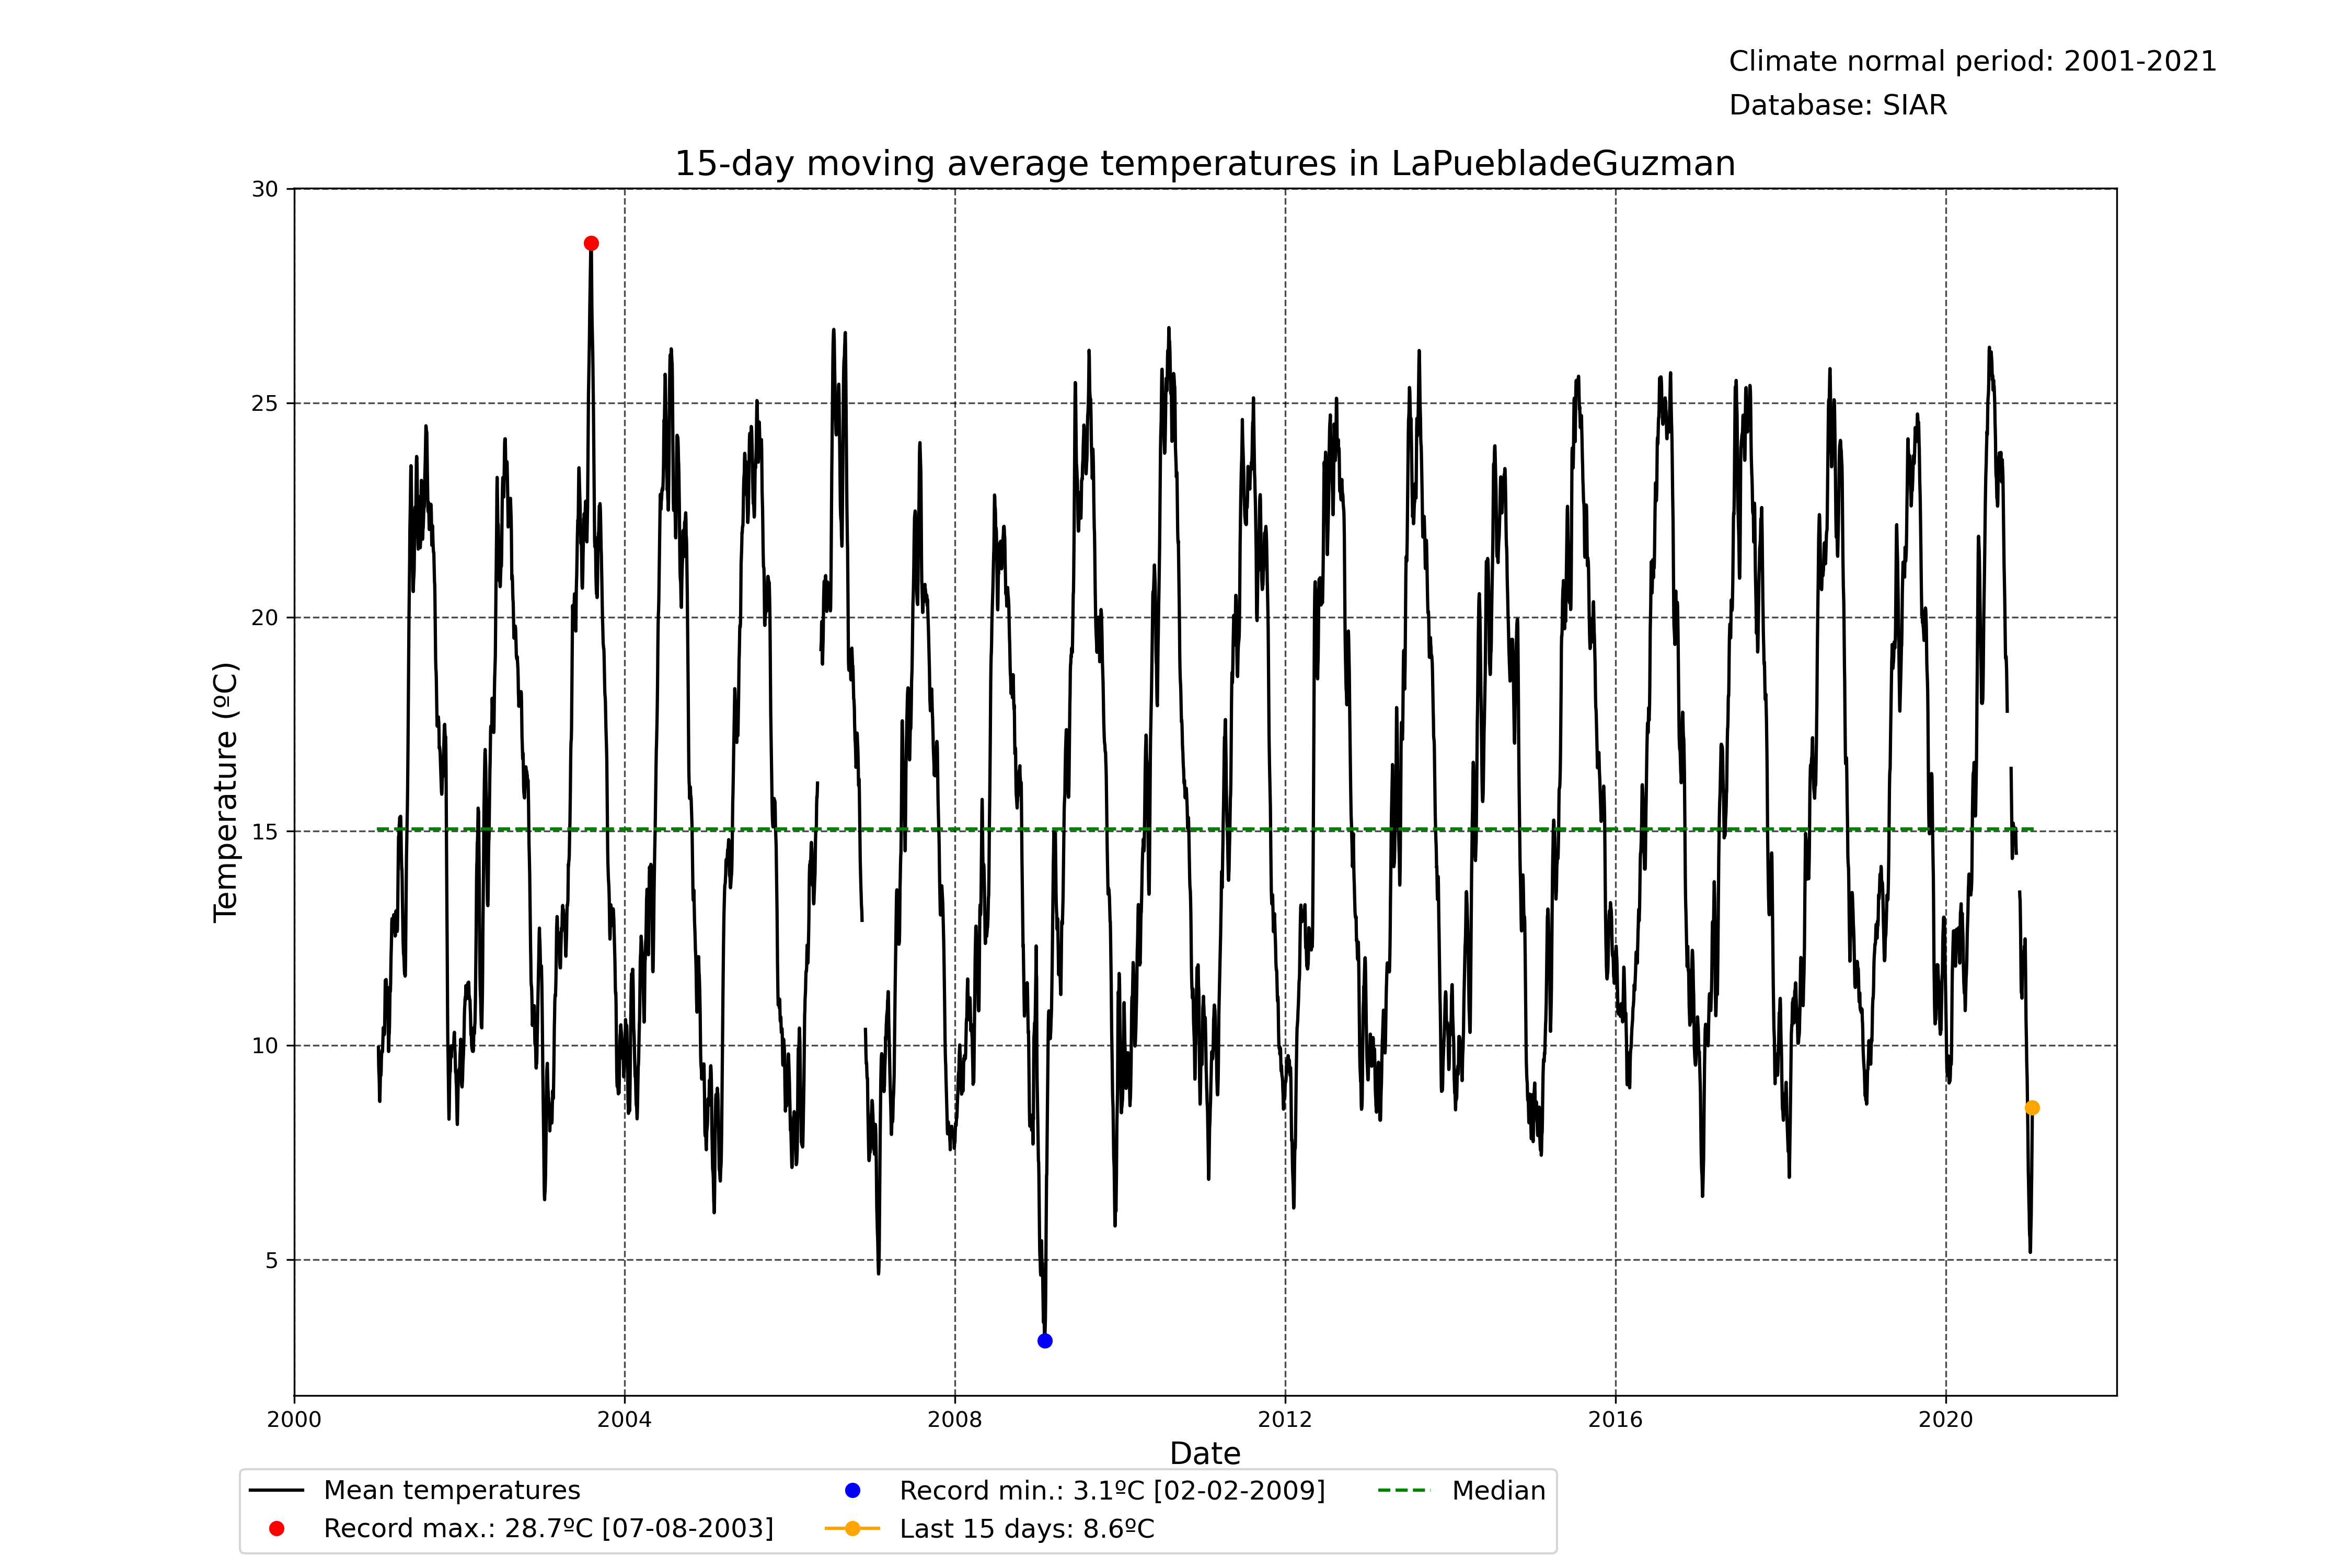 Climate normal period: 2001-2021
Database: SIAR
15-day moving average temperatures in LaPuebladeGuzman
30
25
20
15
10
5
Temperature (ºC)
2000 2004 2008 2012 2016 2020
Date
Mean temperatures
Record max.: 28.7ºC [07-08-2003]
Record min.: 3.1ºC [02-02-2009]
Last 15 days: 8.6ºC
Median